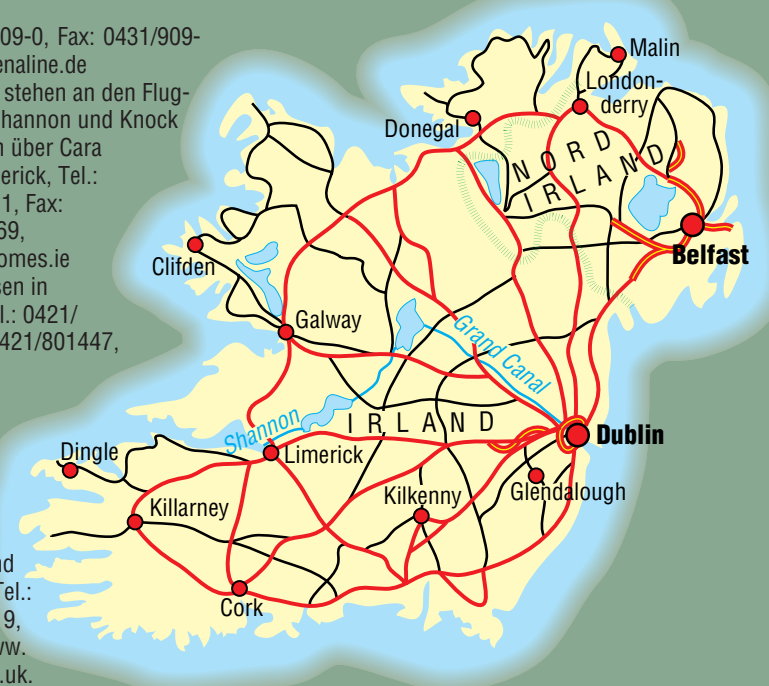 09-0, Fax: 0431/909-
enaline.de
stehen an den Flug-
hannon und Knock
über Cara
erick, Tel.:
1, Fax:
69,
omes.ie
sen in
l.: 0421/
421/801447,
nd
Tel.:
9,
ww.
.uk.
Malin
London-
derry
Donegal
NORD
IRLAND
Belfast
Clifden
Galway
Grand Canal
Shannon
IRLAND
Dublin
Dingle
Limerick
Killarney
Kilkenny
Glendalough
Cork